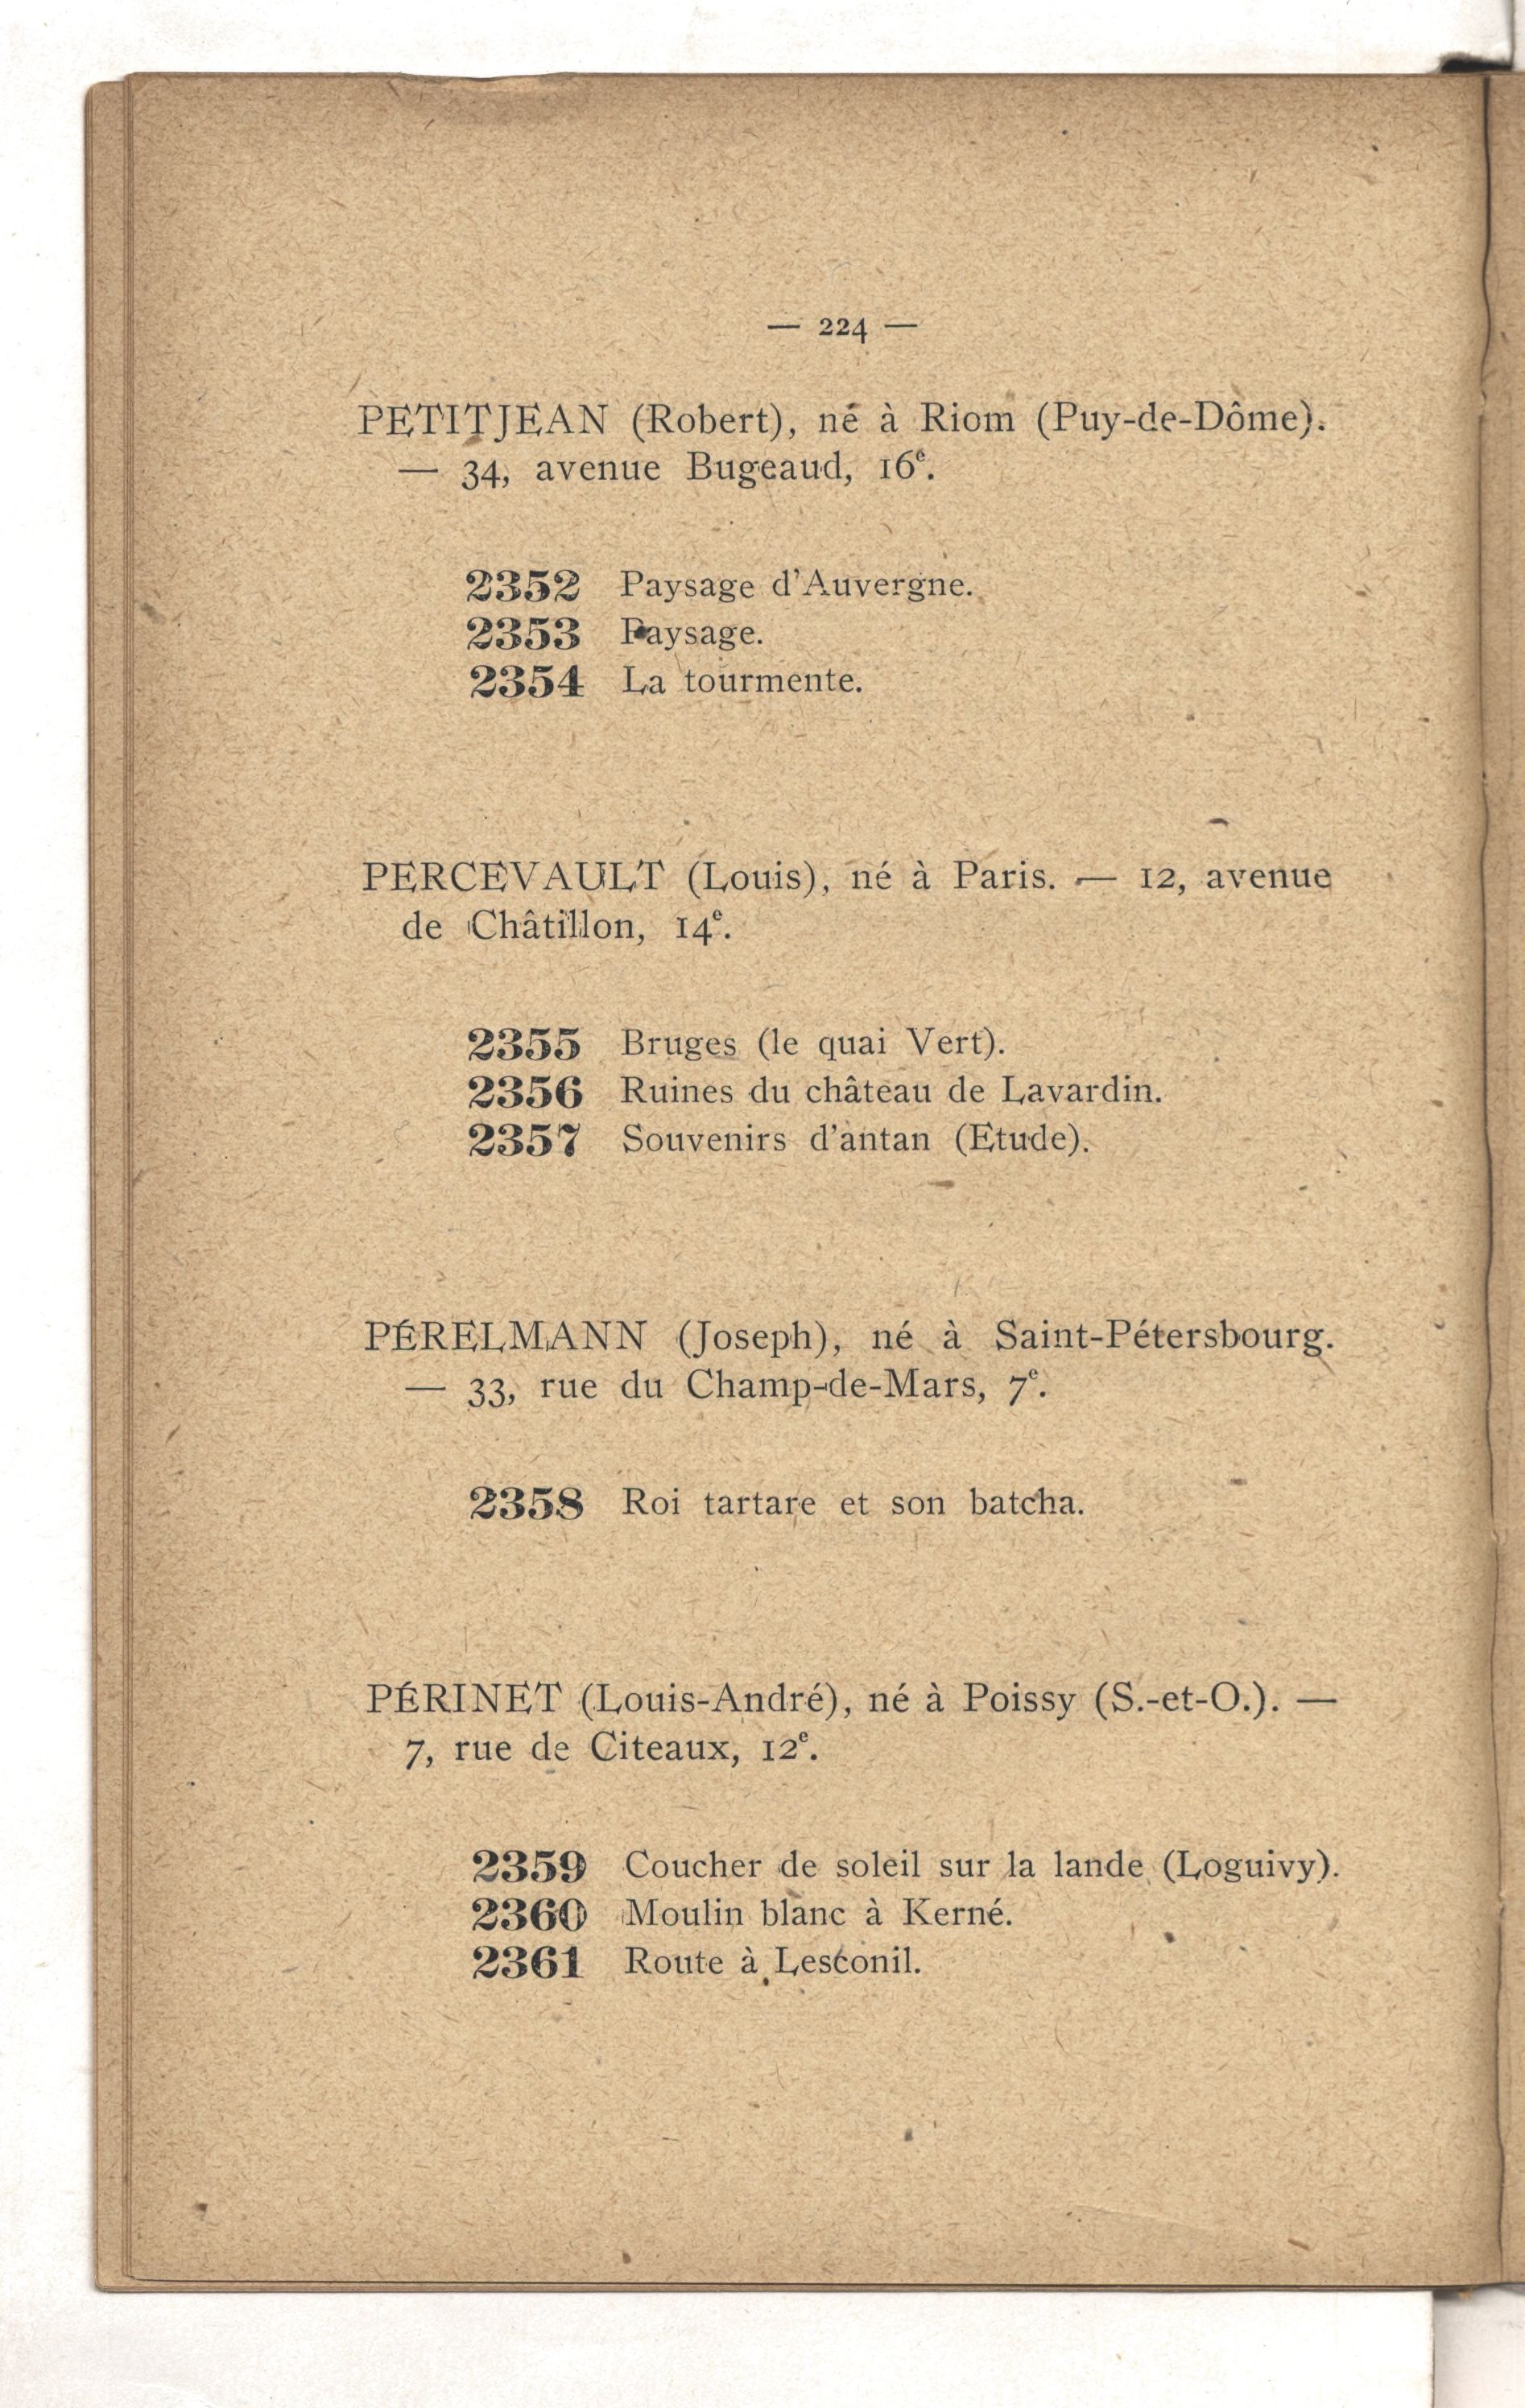 — 224 —
PETITJEAN (Robert), né à Riom (Puy-de-Dôme).
— 34, avenue Bugeaud, 16e.
2352 Paysage d'Auvergne.
2353 Paysage.
2354 La tourmente.
PERCEVAULT (Louis), né à Paris. — 12, avenue
de Châtillon, 14e.
2355 Bruges (le quai Vert).
2356 Ruines du château de Lavardin.
2357 Souvenirs d'antan (Etude).
PÉRELMANN (Joseph), né à Saint-Pétersbourg.
— 33, rue du Champ-de-Mars, 7e.
2358 Roi tartare et son batcha.
PÉRINET (Louis-André), né à Poissy (S.-et-O.). —
7, rue de Citeaux, 12e.
2359 Coucher de soleil sur la lande (Loguivy).
2360 Moulin blanc à Kerné.
2361 Route à Lesconil.